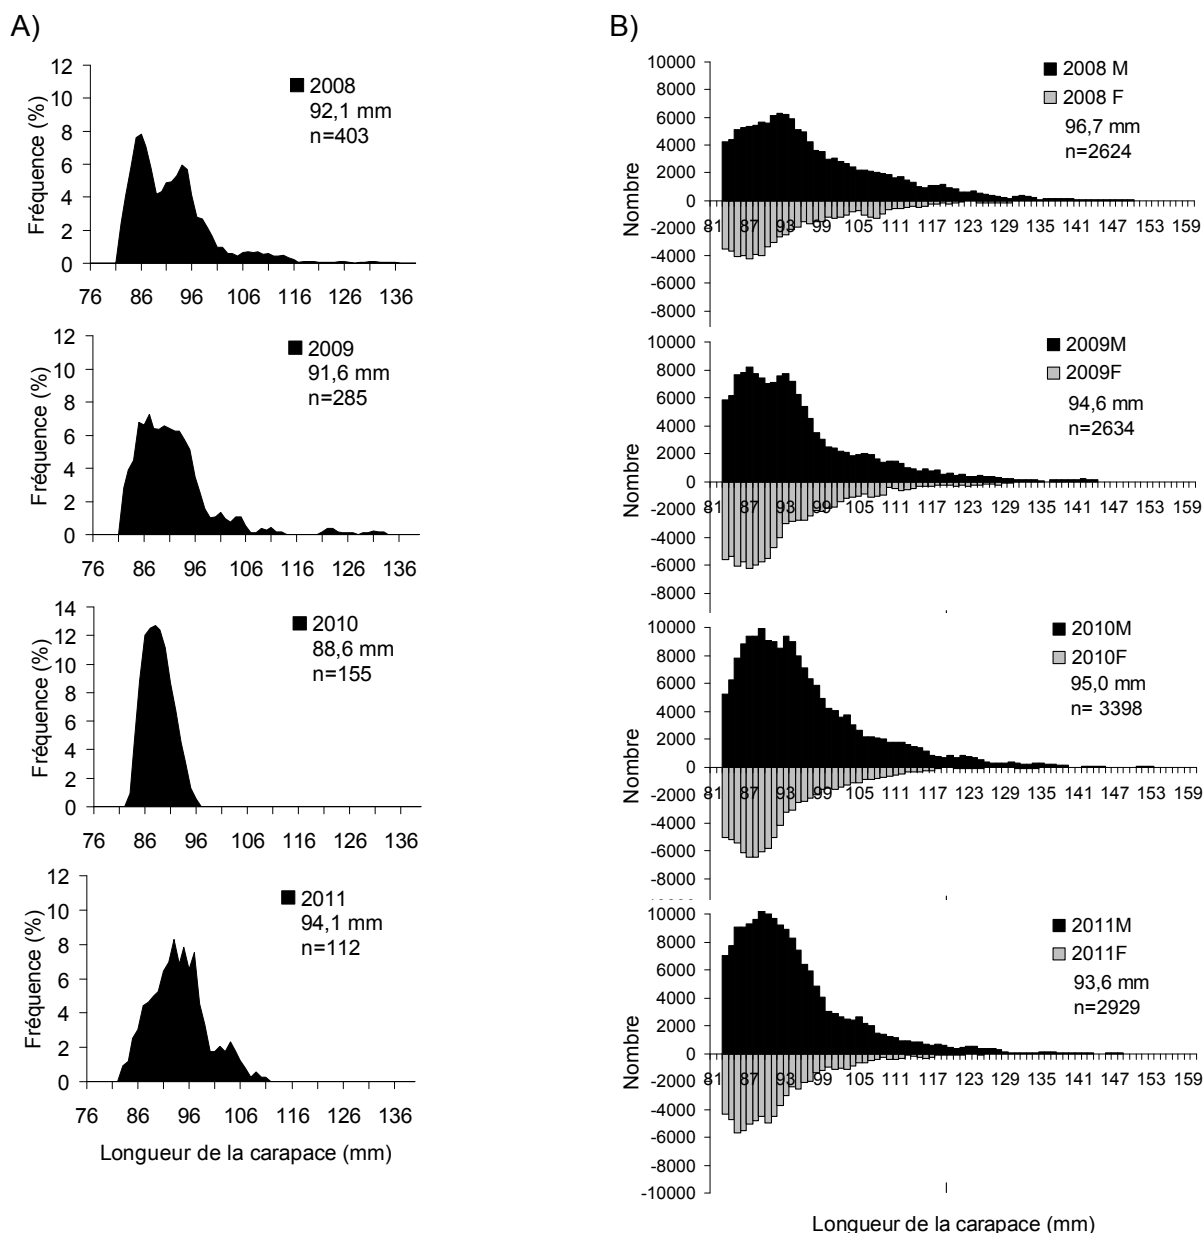 A)
12
10
8
6
4
2
0
Fréquence (%)
2008
92,1 mm
n=403
76 86 96 106 116 126 136
12
10
8
6
4
2
0
Fréquence (%)
2009
91,6 mm
n=285
76 86 96 106 116 126 136
14
12
10
8
6
4
2
0
Fréquence (%)
2010
88,6 mm
n=155
76 86 96 106 116 126 136
12
10
8
6
4
2
0
Fréquence (%)
2011
94,1 mm
n=112
76 86 96 106 116 126 136
Longueur de la carapace (mm)
B)
10000
8000
6000
4000
2000
0
-2000
-4000
-6000
-8000
Nombre
2008 M
2008 F
96,7 mm
n=2624
81 87 93 99 105 111 117 123 129 135 141 147 153 159
10000
8000
6000
4000
2000
0
-2000
-4000
-6000
-8000
Nombre
2009M
2009F
94,6 mm
n=2634
81 87 93 99 105 111 117 123 129 135 141 147 153 159
10000
8000
6000
4000
2000
0
-2000
-4000
-6000
-8000
Nombre
2010M
2010F
95,0 mm
n= 3398
81 87 93 99 105 111 117 123 129 135 141 147 153 159
10000
8000
6000
4000
2000
0
-2000
-4000
-6000
-8000
-10000
Nombre
2011M
2011F
93,6 mm
n=2929
81 87 93 99 105 111 117 123 129 135 141 147 153 159
Longueur de la carapace (mm)